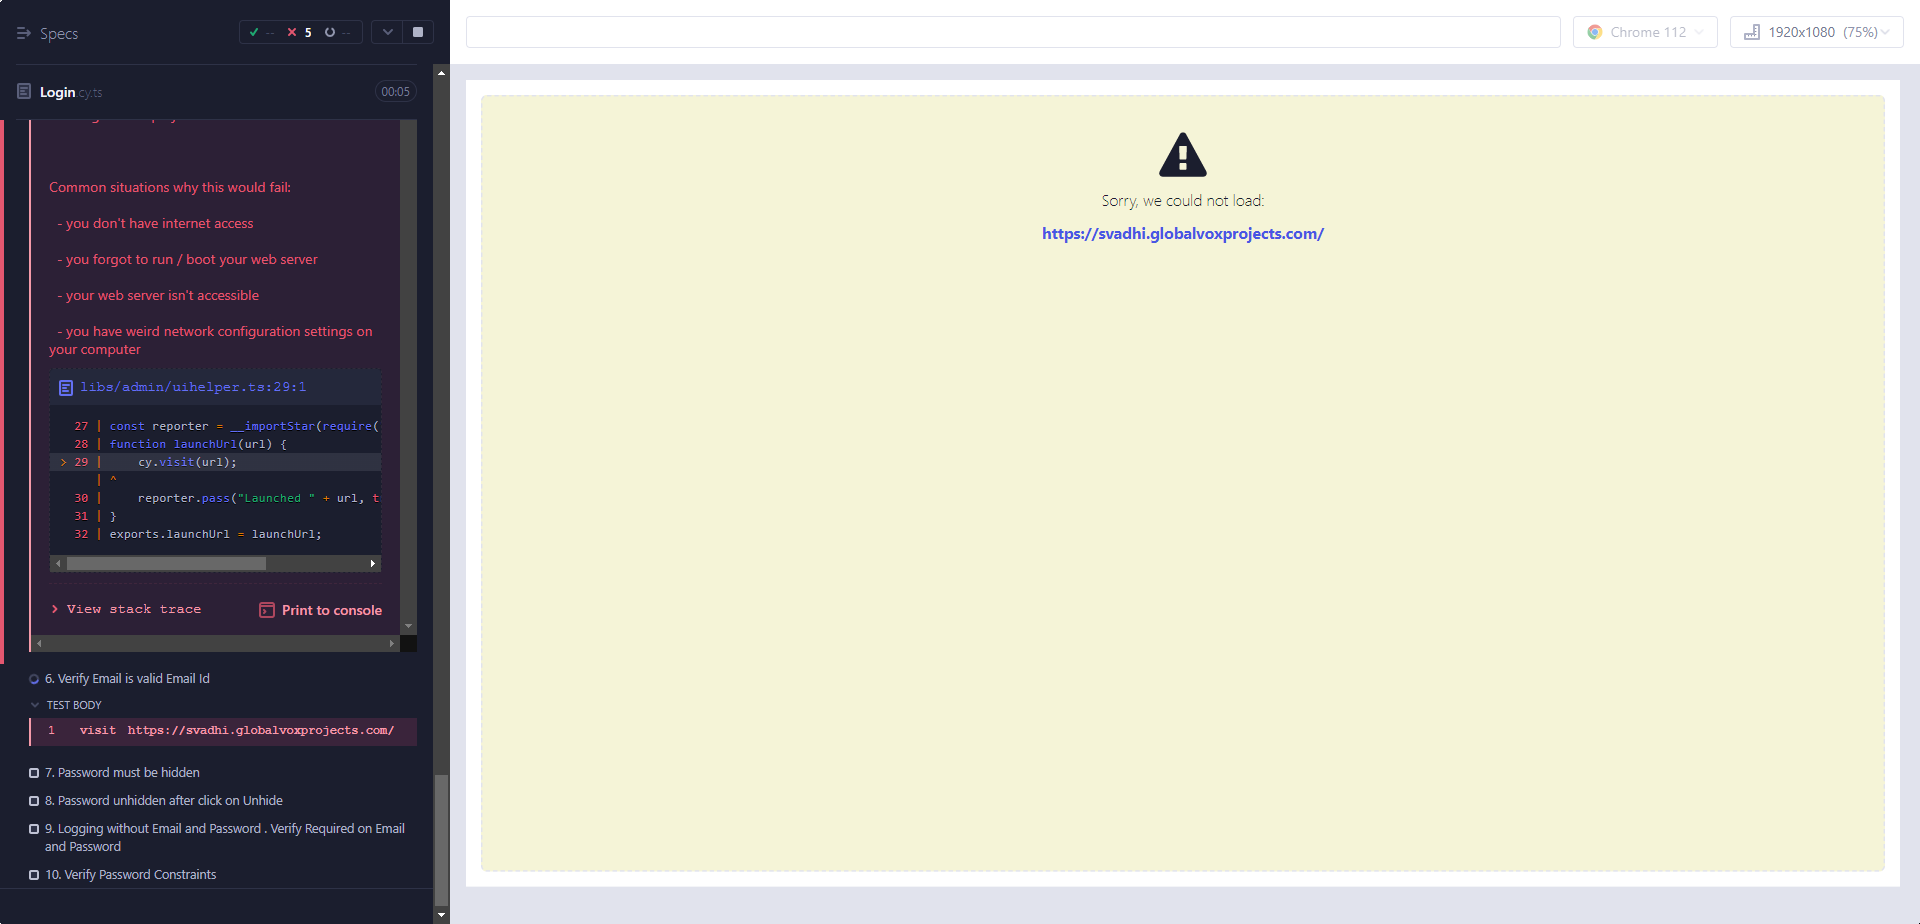 Specs
-- 5 --
Login.cy.ts
00:05
Common situations why this would fail:
- you don't have internet access
- you forgot to run / boot your web server
- your web server isn't accessible
- you have weird network configuration settings on
your computer
libs/admin/uihelper.ts:29:1
27 | const reporter = __importStar(require(
28 | function launchUrl(url) {
> 29 | cy.visit(url);
| ^
30 | reporter.pass("Launched " + url, t
31 | }
32 | exports.launchUrl = launchUrl;
> View stack trace
Print to console
6. Verify Email is valid Email Id
TEST BODY
1 visit https://svadhi.globalvoxprojects.com/
7. Password must be hidden
8. Password unhidden after click on Unhide
9. Logging without Email and Password . Verify Required on Email
and Password
10. Verify Password Constraints
Chrome 112
1920x1080 (75%)
Sorry, we could not load:
https://svadhi.globalvoxprojects.com/